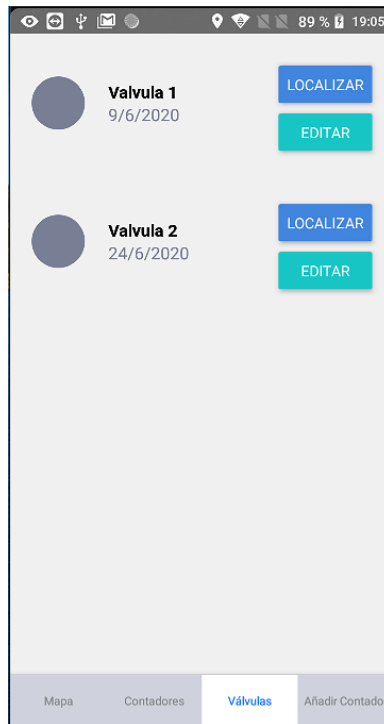 89 % 19:05
Valvula 1
9/6/2020
LOCALIZAR
EDITAR
Valvula 2
24/6/2020
LOCALIZAR
EDITAR
Mapa Contadores Válvulas Añadir Contado